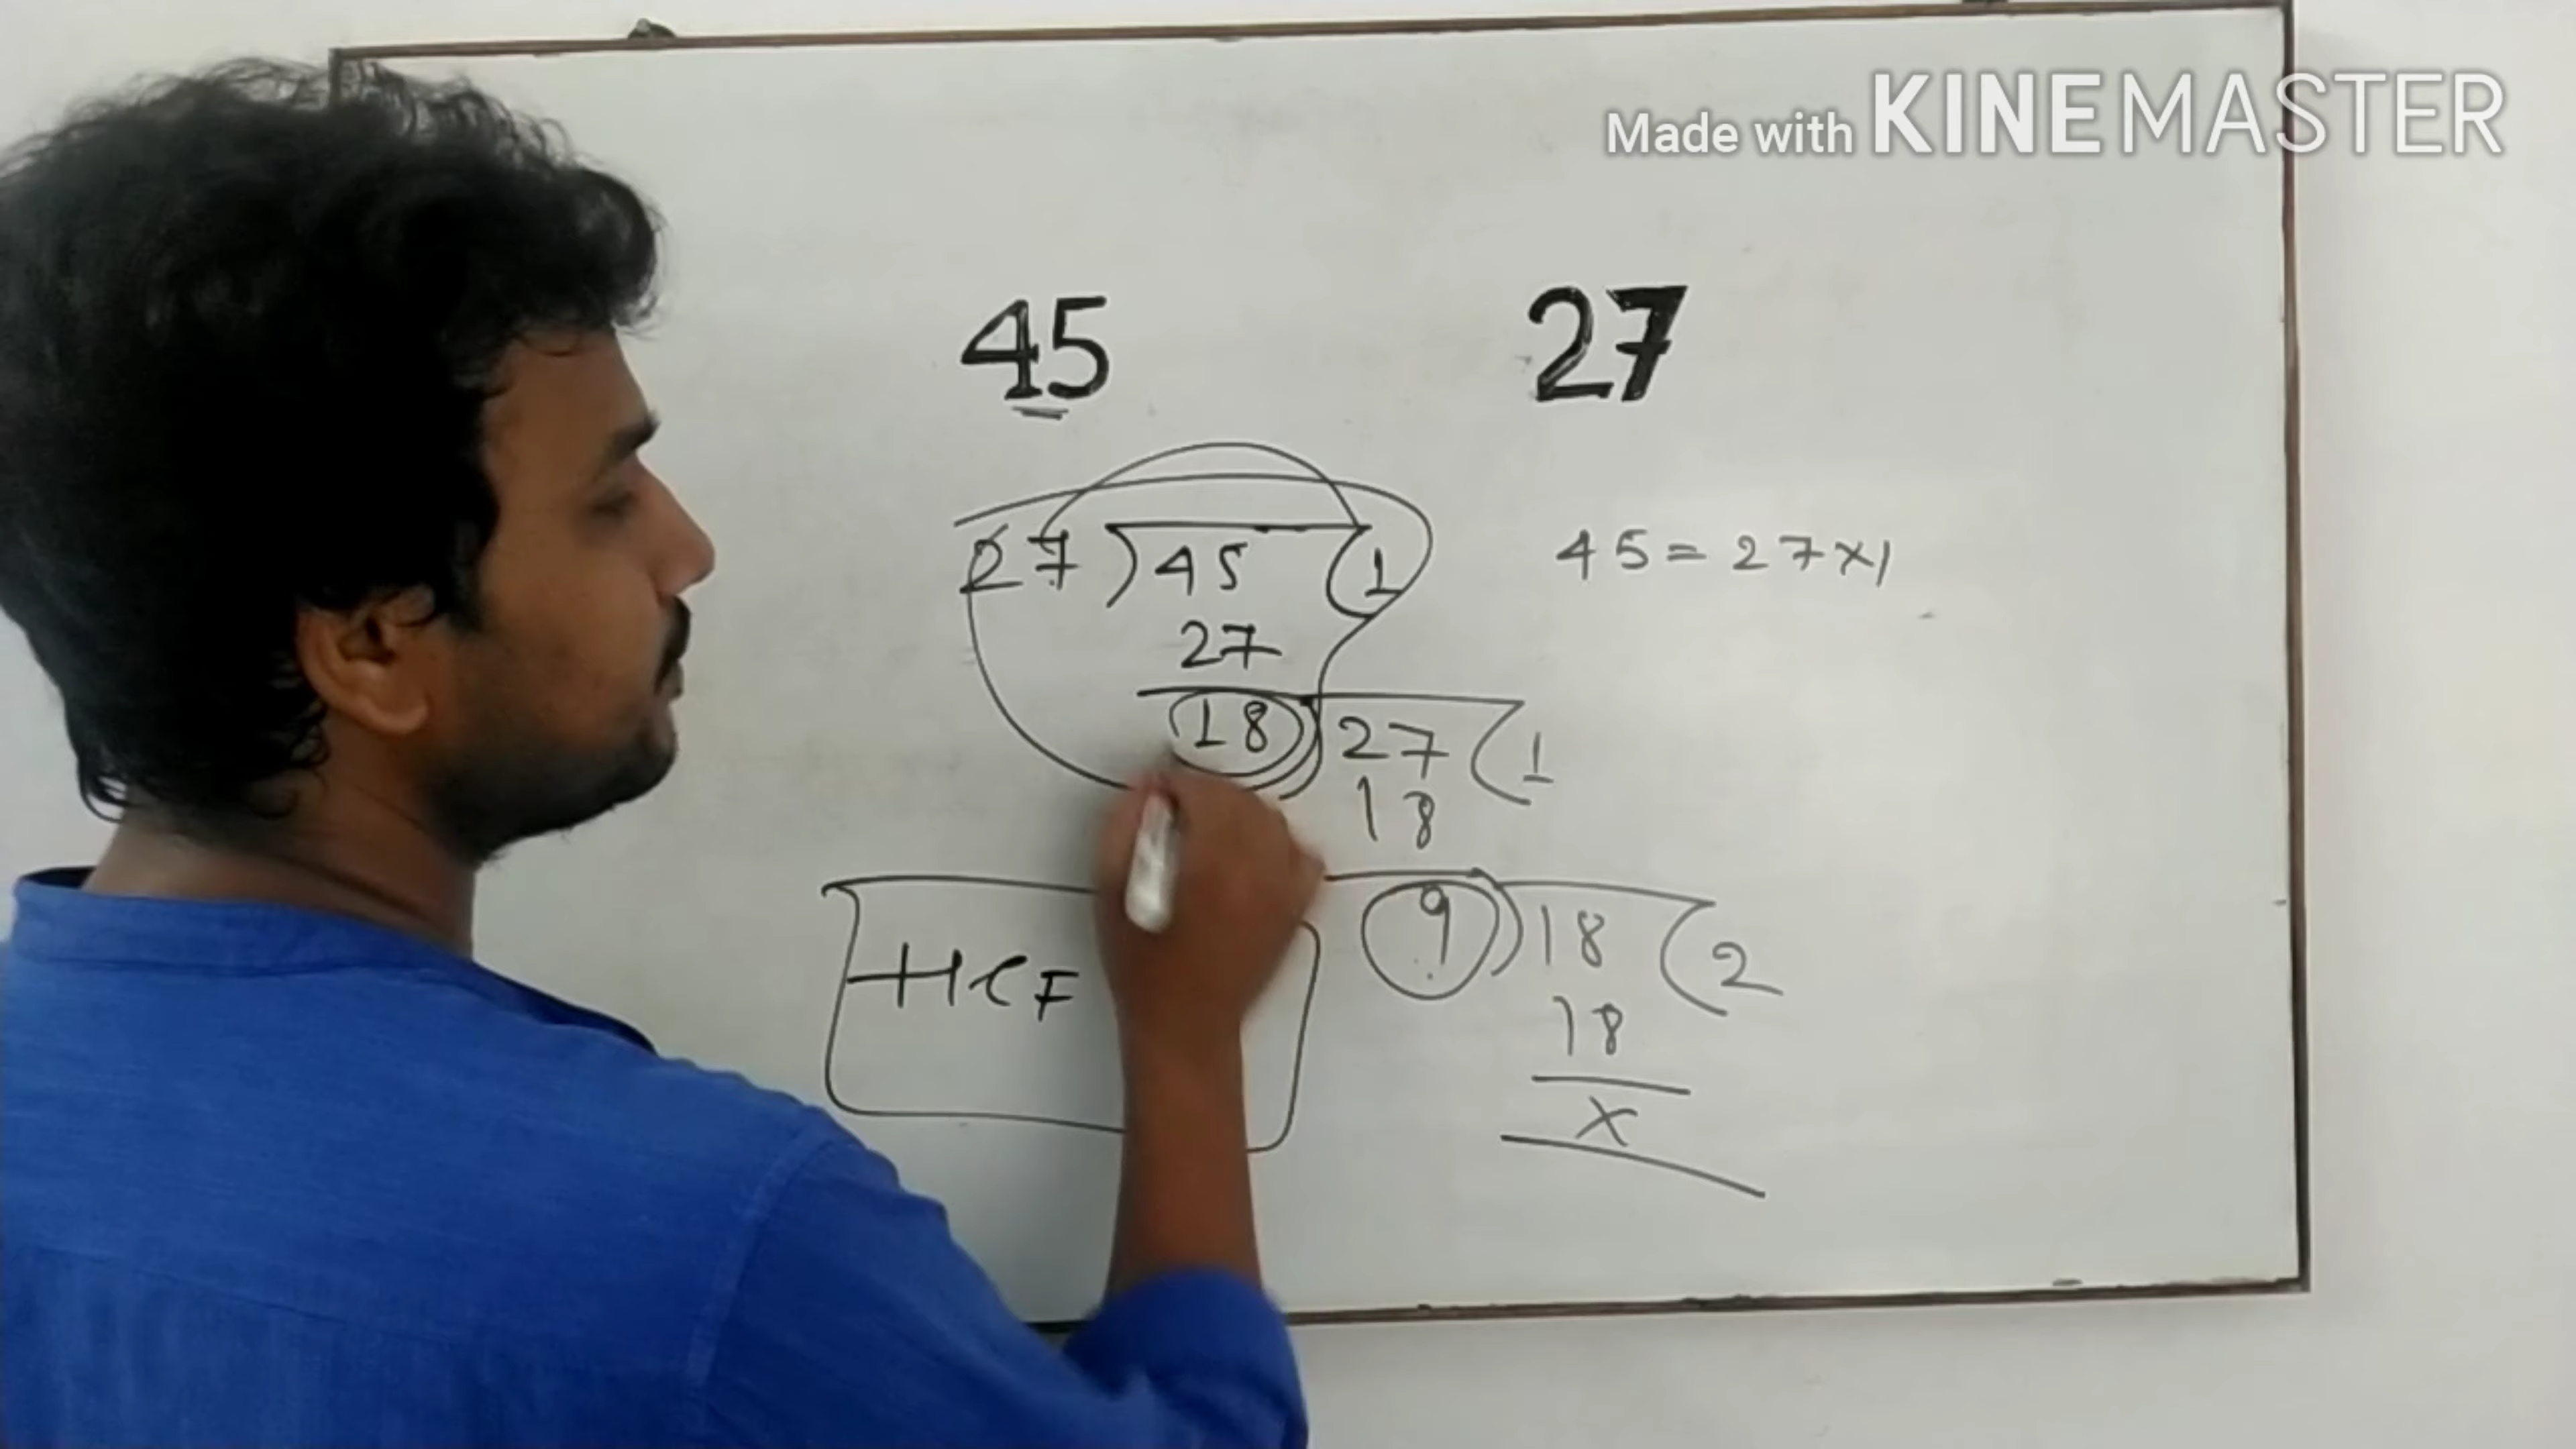 Made with KINEMASTER
45 27
27 ) 45 ( 1
45 = 27 × 1
27
18 ) 27 ( 1
18
9 ) 18 ( 2
HCF
18
×